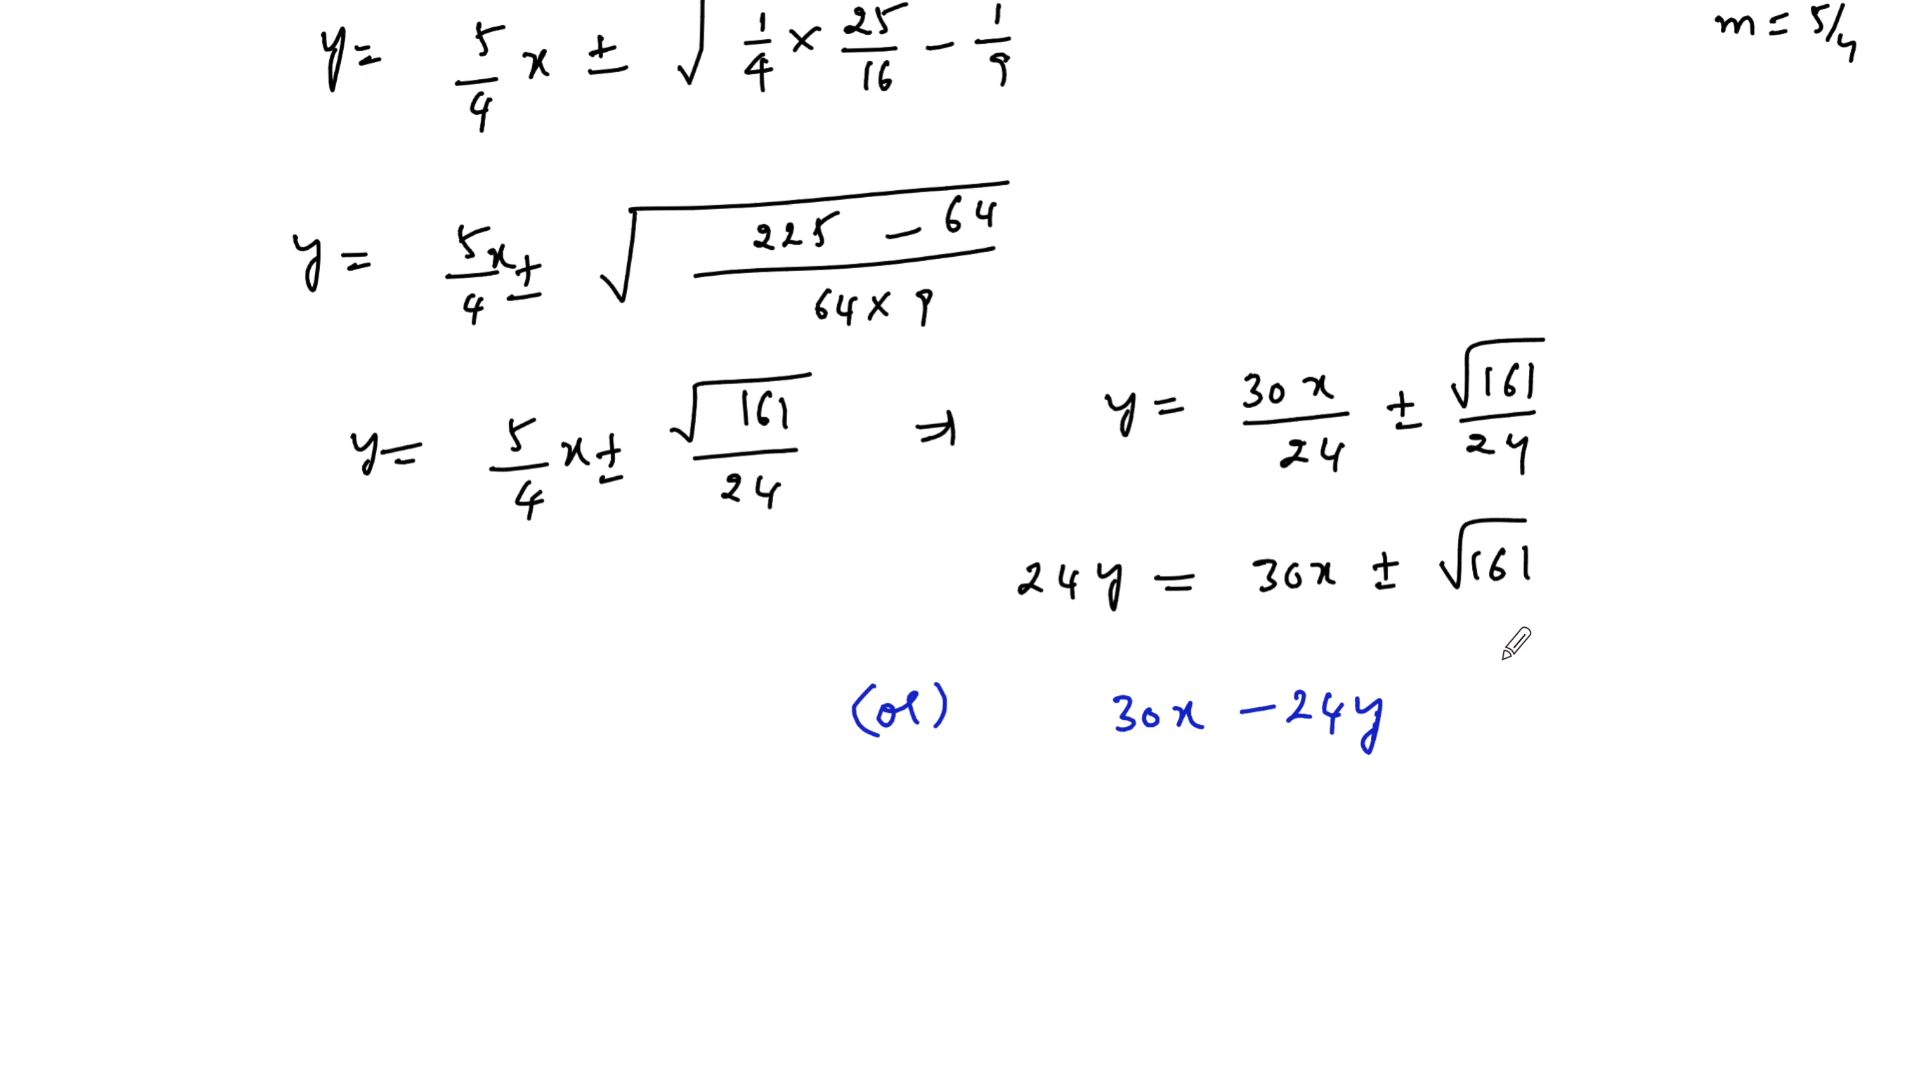 y = 5/4 x ± √ 1/4 × 25/16 − 1/9
m = 5/4
y = 5x/4 ± √ (225 − 64)/(64 × 9)
y = 5/4 x ± √161/24 ⇒ y = 30x/24 ± √161/24
24y = 30x ± √161
(or) 30x − 24y